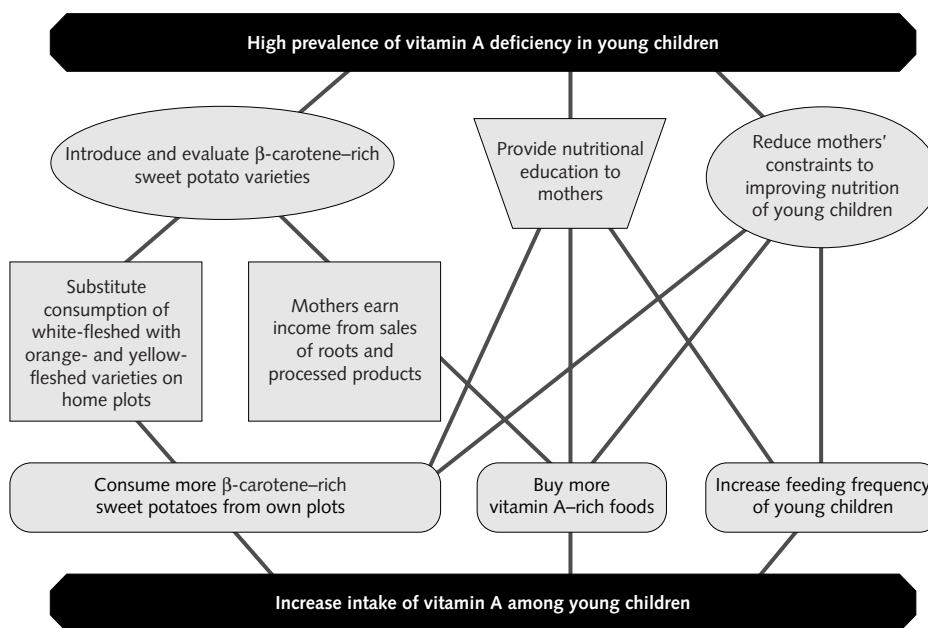 High prevalence of vitamin A deficiency in young children
Introduce and evaluate β-carotene–rich
sweet potato varieties
Provide nutritional
education to
mothers
Reduce mothers’
constraints to
improving nutrition
of young children
Substitute
consumption of
white-fleshed with
orange- and yellow-
fleshed varieties on
home plots
Mothers earn
income from sales
of roots and
processed products
Consume more β-carotene–rich
sweet potatoes from own plots
Buy more
vitamin A–rich foods
Increase feeding frequency
of young children
Increase intake of vitamin A among young children